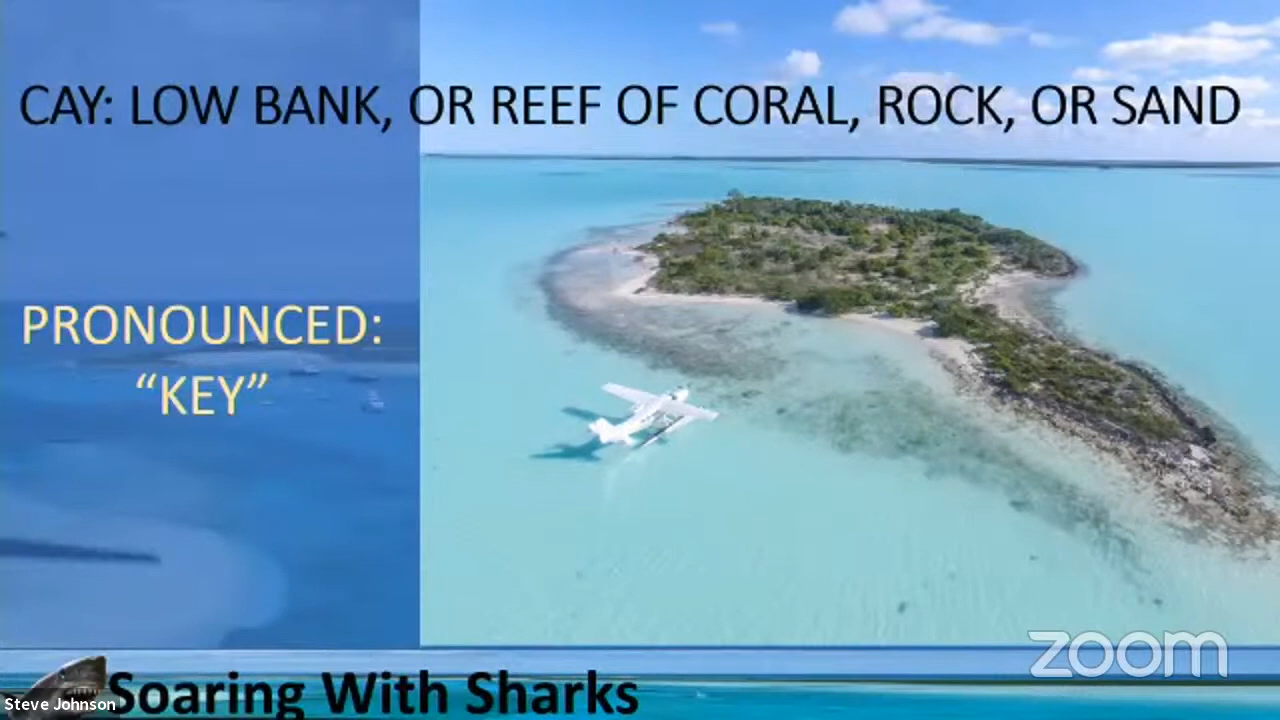 CAY: LOW BANK, OR REEF OF CORAL, ROCK, OR SAND
PRONOUNCED:
“KEY”
zoom
Soaring With Sharks
Steve Johnson